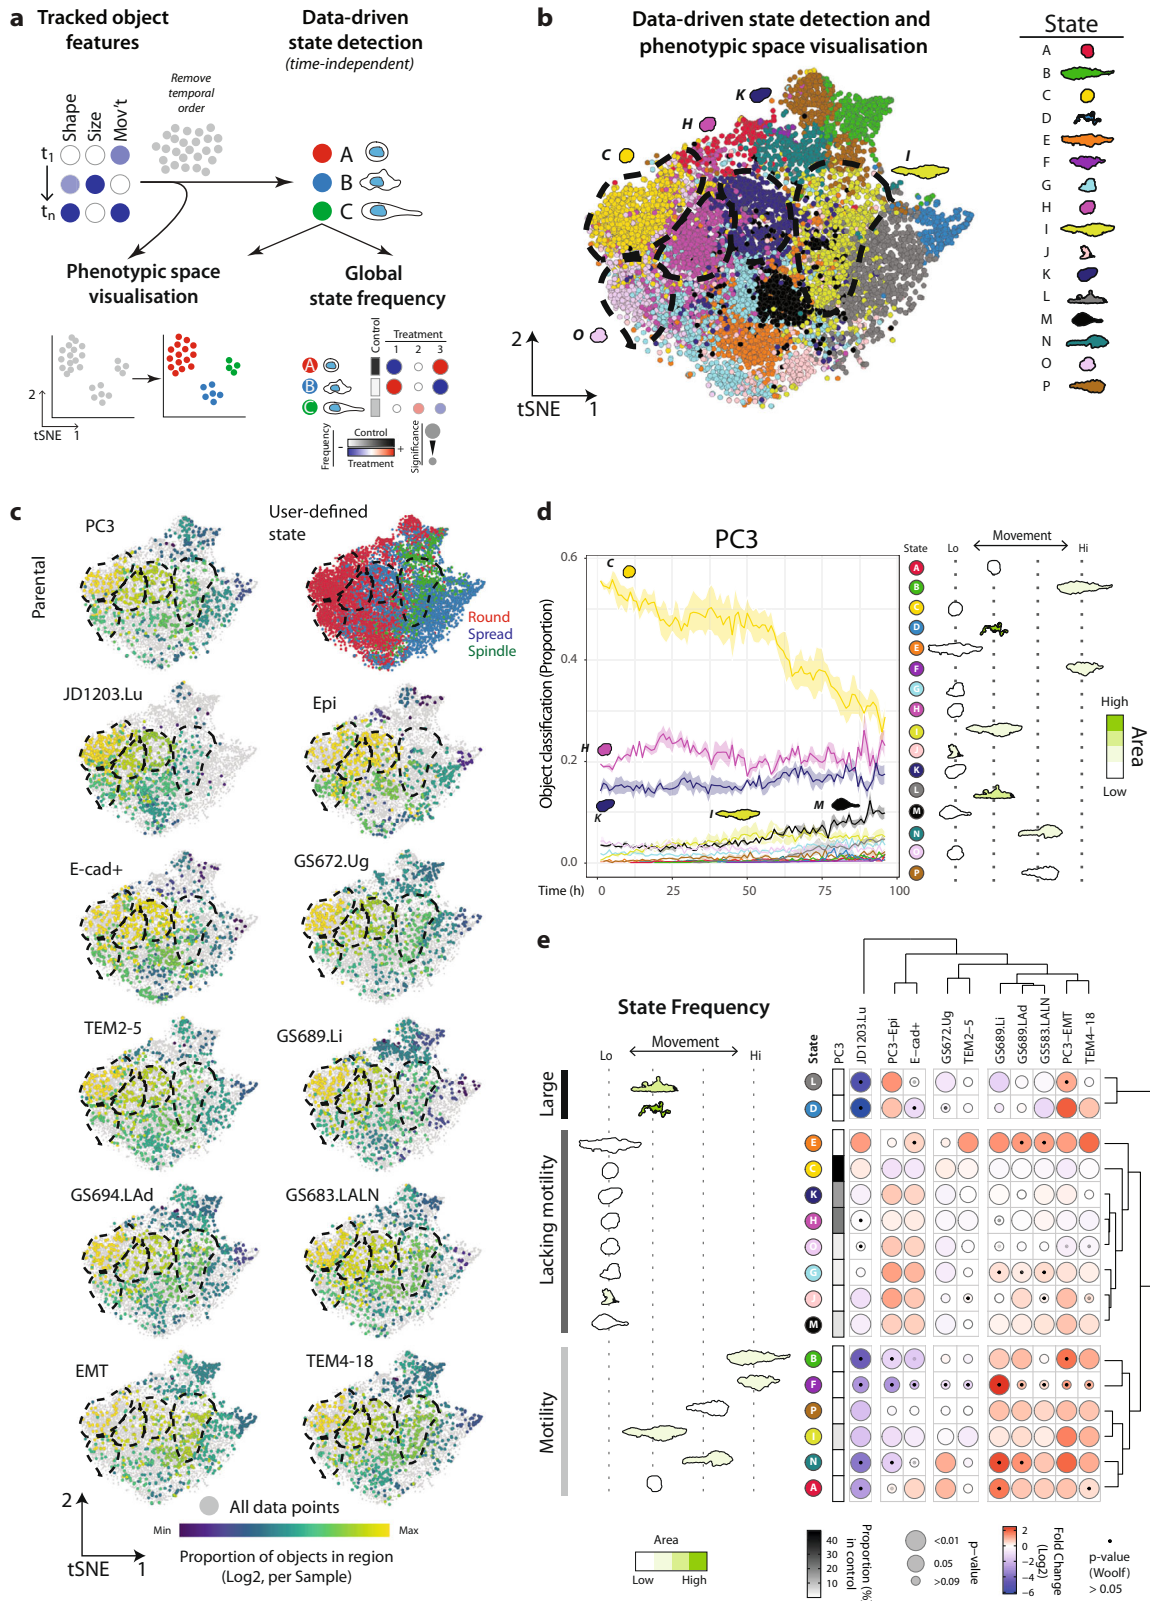 a
Tracked object
features
Data-driven
state detection
(time-independent)
Remove
temporal
order
Shape
Size
Mov't
t1
tn
A
B
C
Phenotypic space
visualisation
Global
state frequency
2
tSNE 1
Control
Treatment
1 2 3
A
B
C
Frequency
Control
− +
Treatment
Significance
b
Data-driven state detection and
phenotypic space visualisation
K
H
C
I
O
2
tSNE 1
State
A
B
C
D
E
F
G
H
I
J
K
L
M
N
O
P
c
Parental
PC3
User-defined
state
Round
Spread
Spindle
JD1203.Lu
Epi
E-cad+
GS672.Ug
TEM2-5
GS689.Li
GS694.LAd
GS683.LALN
EMT
TEM4-18
2
tSNE 1
All data points
Min Max
Proportion of objects in region
(Log2, per Sample)
d
PC3
Object classification (Proportion)
0.6
0.4
0.2
0.0
C
H
K
I
M
Time (h) 0 25 50 75 100
State
Lo Movement Hi
A
B
C
D
E
F
G
H
I
J
K
L
M
N
O
P
High
Area
Low
e
State Frequency
Lo Movement Hi
Large
Lacking motility
Motility
State
PC3
JD1203.Lu
PC3−Epi
E−cad+
GS672.Ug
TEM2−5
GS689.Li
GS689.LAd
GS583.LALN
PC3−EMT
TEM4−18
L
D
E
C
K
H
O
G
J
M
B
F
P
I
N
A
Area
Low High
40
30
20
10
Proportion (%)
in control
<0.01
0.05
>0.09
p−value
2
0
−2
−4
−6
Fold Change
(Log2)
p-value
(Woolf)
> 0.05